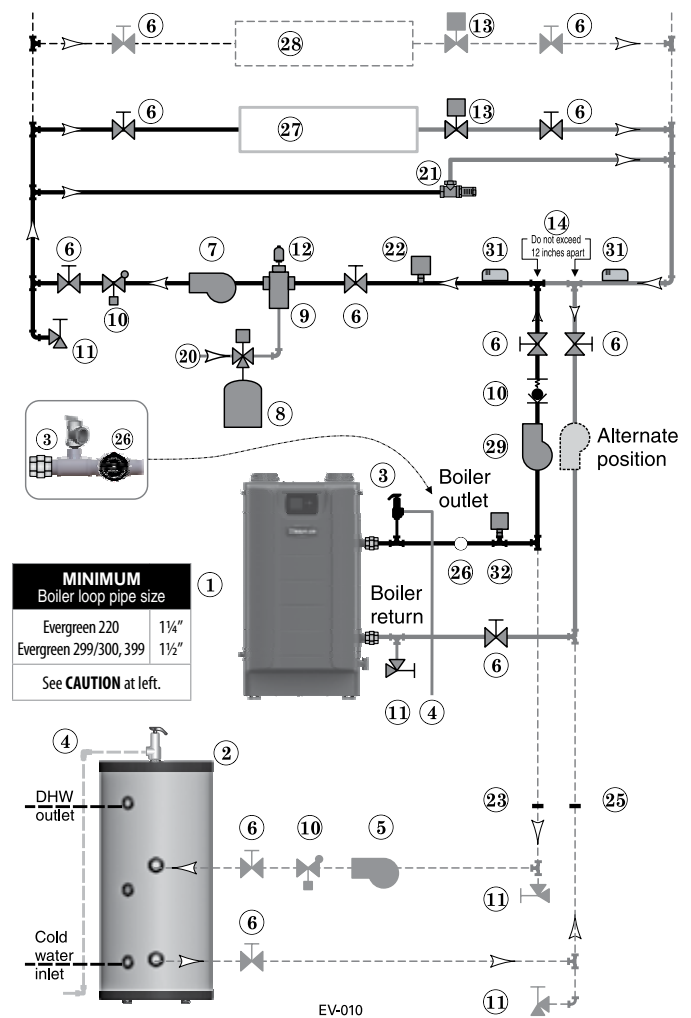 6 28 13 6
6 27 13 6
21
14
Do not exceed
12 inches apart
6 7 12 22 31 31
10 9 6
11 20 8
6 6
10
29 Alternate
position
3 26
3 Boiler
outlet
26 32
1
Boiler
return
6
11 4
MINIMUM
Boiler loop pipe size
Evergreen 220 1¼”
Evergreen 299/300, 399 1½”
See CAUTION at left.
4 2
DHW
outlet
23 25
6 10 5
11
6
Cold
water
inlet
11
EV-010